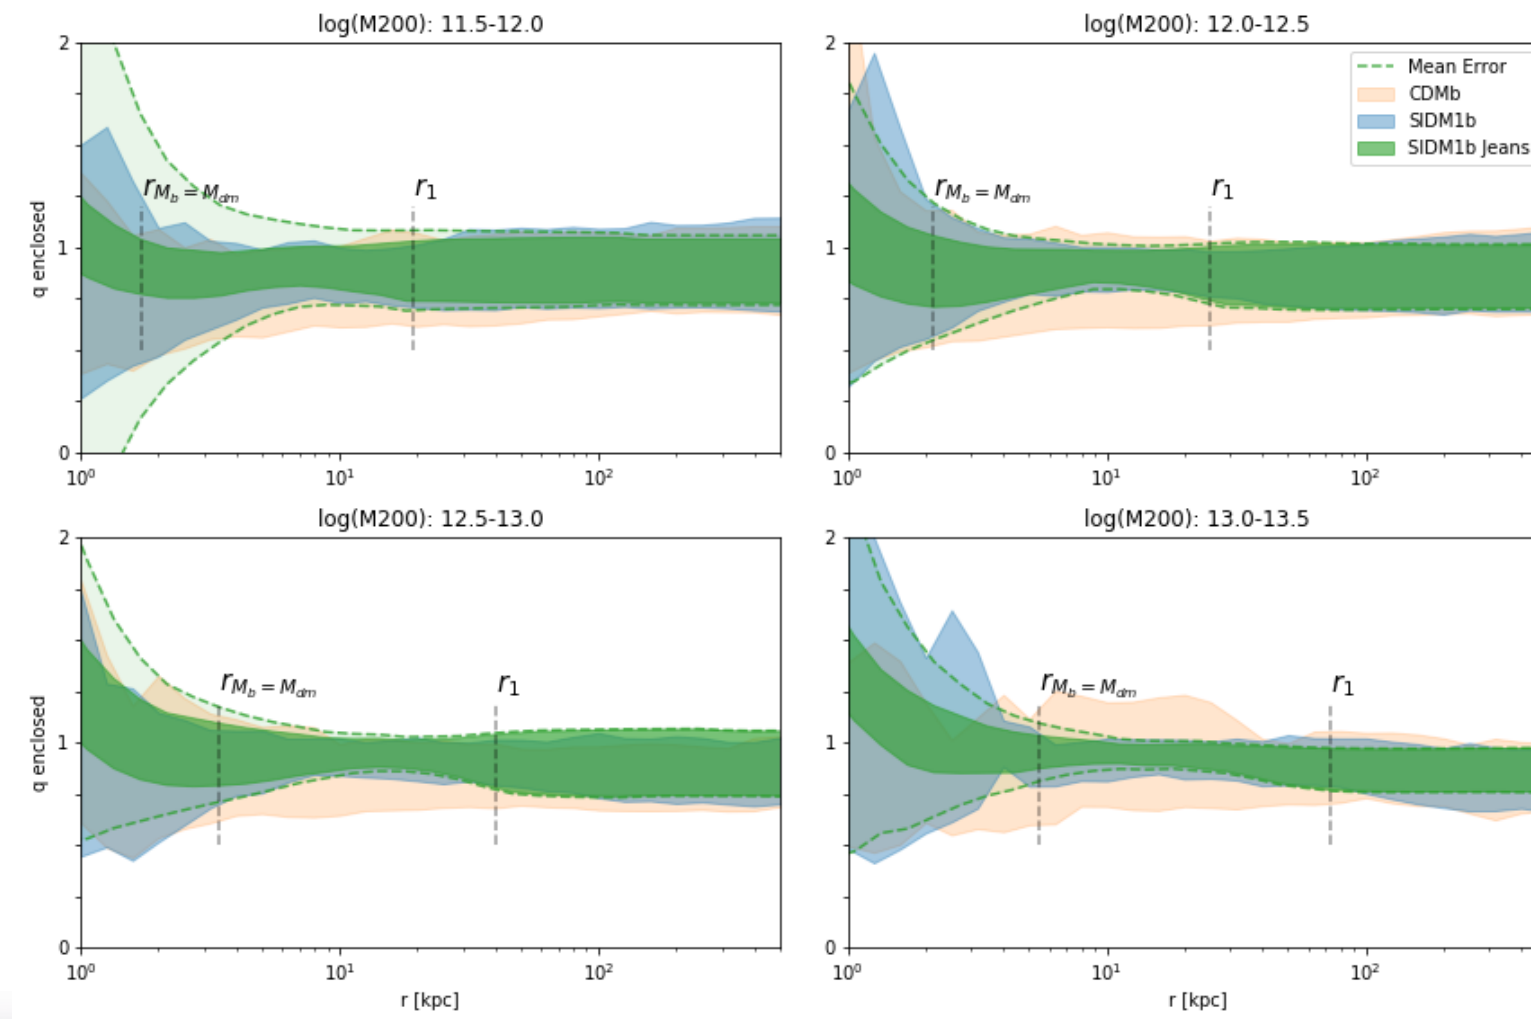 log(M200): 11.5-12.0
2
1
0
q enclosed
r_{M_b = M_{dm}}
r_1
10^0
10^1
10^2
log(M200): 12.0-12.5
2
1
0
Mean Error
CDMb
SIDM1b
SIDM1b Jeans
r_{M_b = M_{dm}}
r_1
10^0
10^1
10^2
log(M200): 12.5-13.0
2
1
0
q enclosed
r_{M_b = M_{dm}}
r_1
10^0
10^1
10^2
r [kpc]
log(M200): 13.0-13.5
2
1
0
r_{M_b = M_{dm}}
r_1
10^0
10^1
10^2
r [kpc]